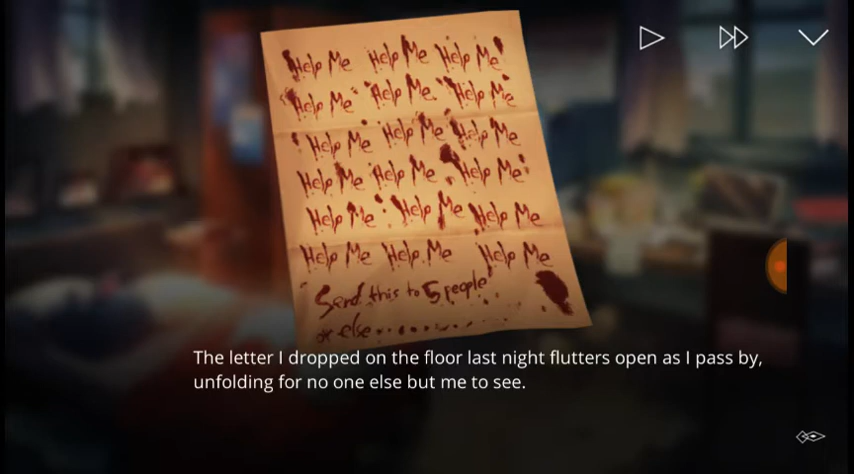 Help Me Help Me Help Me
Help Me Help Me Help Me
Help Me Help Me Help Me
Help Me Help Me Help Me
Help Me Help Me Help Me
Help Me Help Me Help Me
Send this to 5 people
or else...........
The letter I dropped on the floor last night flutters open as I pass by,
unfolding for no one else but me to see.